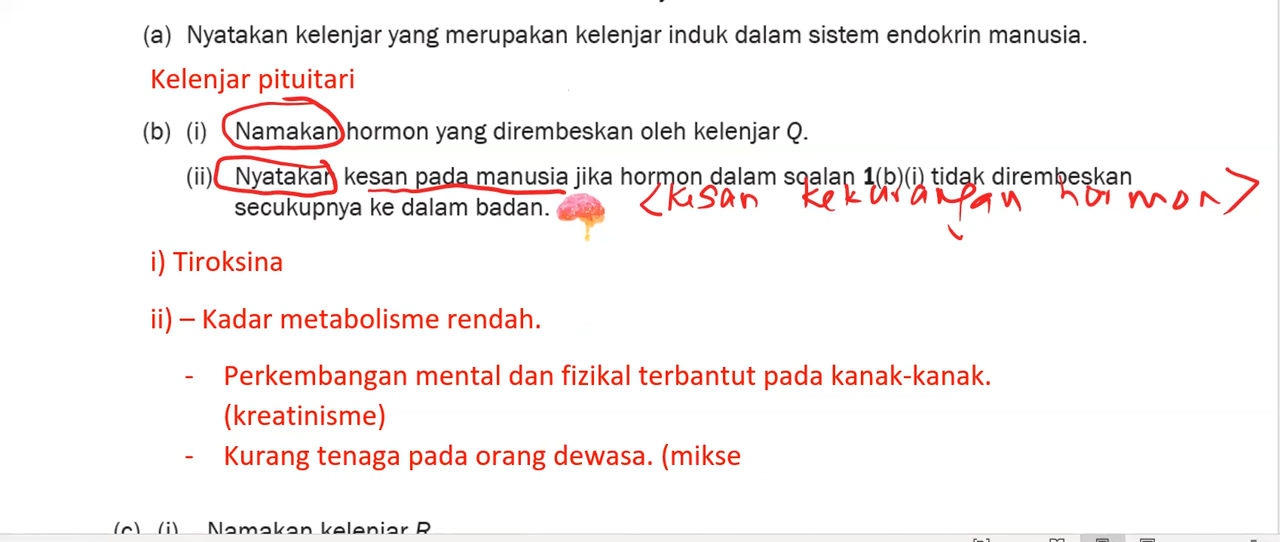 (a) Nyatakan kelenjar yang merupakan kelenjar induk dalam sistem endokrin manusia.
Kelenjar pituitari
(b) (i) Namakan hormon yang dirembeskan oleh kelenjar Q.
(ii) Nyatakan kesan pada manusia jika hormon dalam soalan 1(b)(i) tidak dirembeskan
secukupnya ke dalam badan.
<kesan kekurangan hormon>
i) Tiroksina
ii) – Kadar metabolisme rendah.
- Perkembangan mental dan fizikal terbantut pada kanak-kanak.
(kreatinisme)
- Kurang tenaga pada orang dewasa. (mikse
(c) (i) Namakan kelenjar R